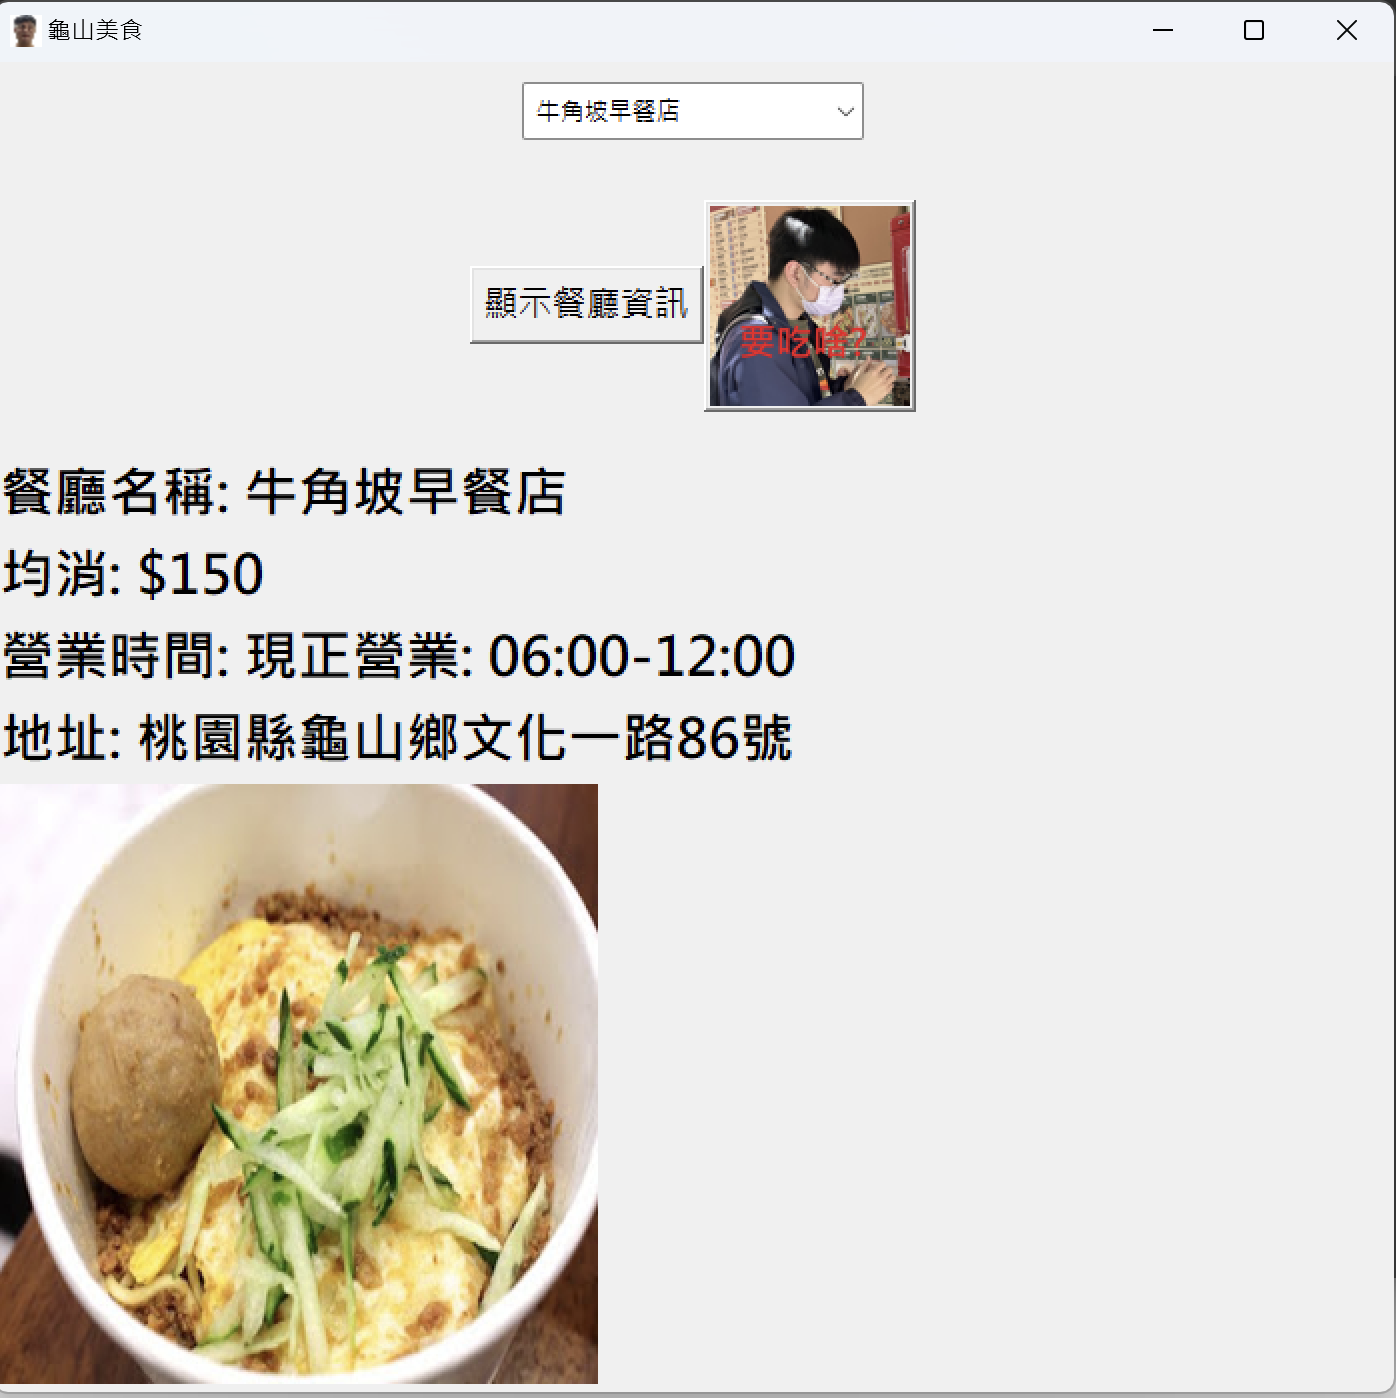 龜山美食
牛角坡早餐店
顯示餐廳資訊
要吃啥?
餐廳名稱: 牛角坡早餐店
均消: $150
營業時間: 現正營業: 06:00-12:00
地址: 桃園縣龜山鄉文化一路86號